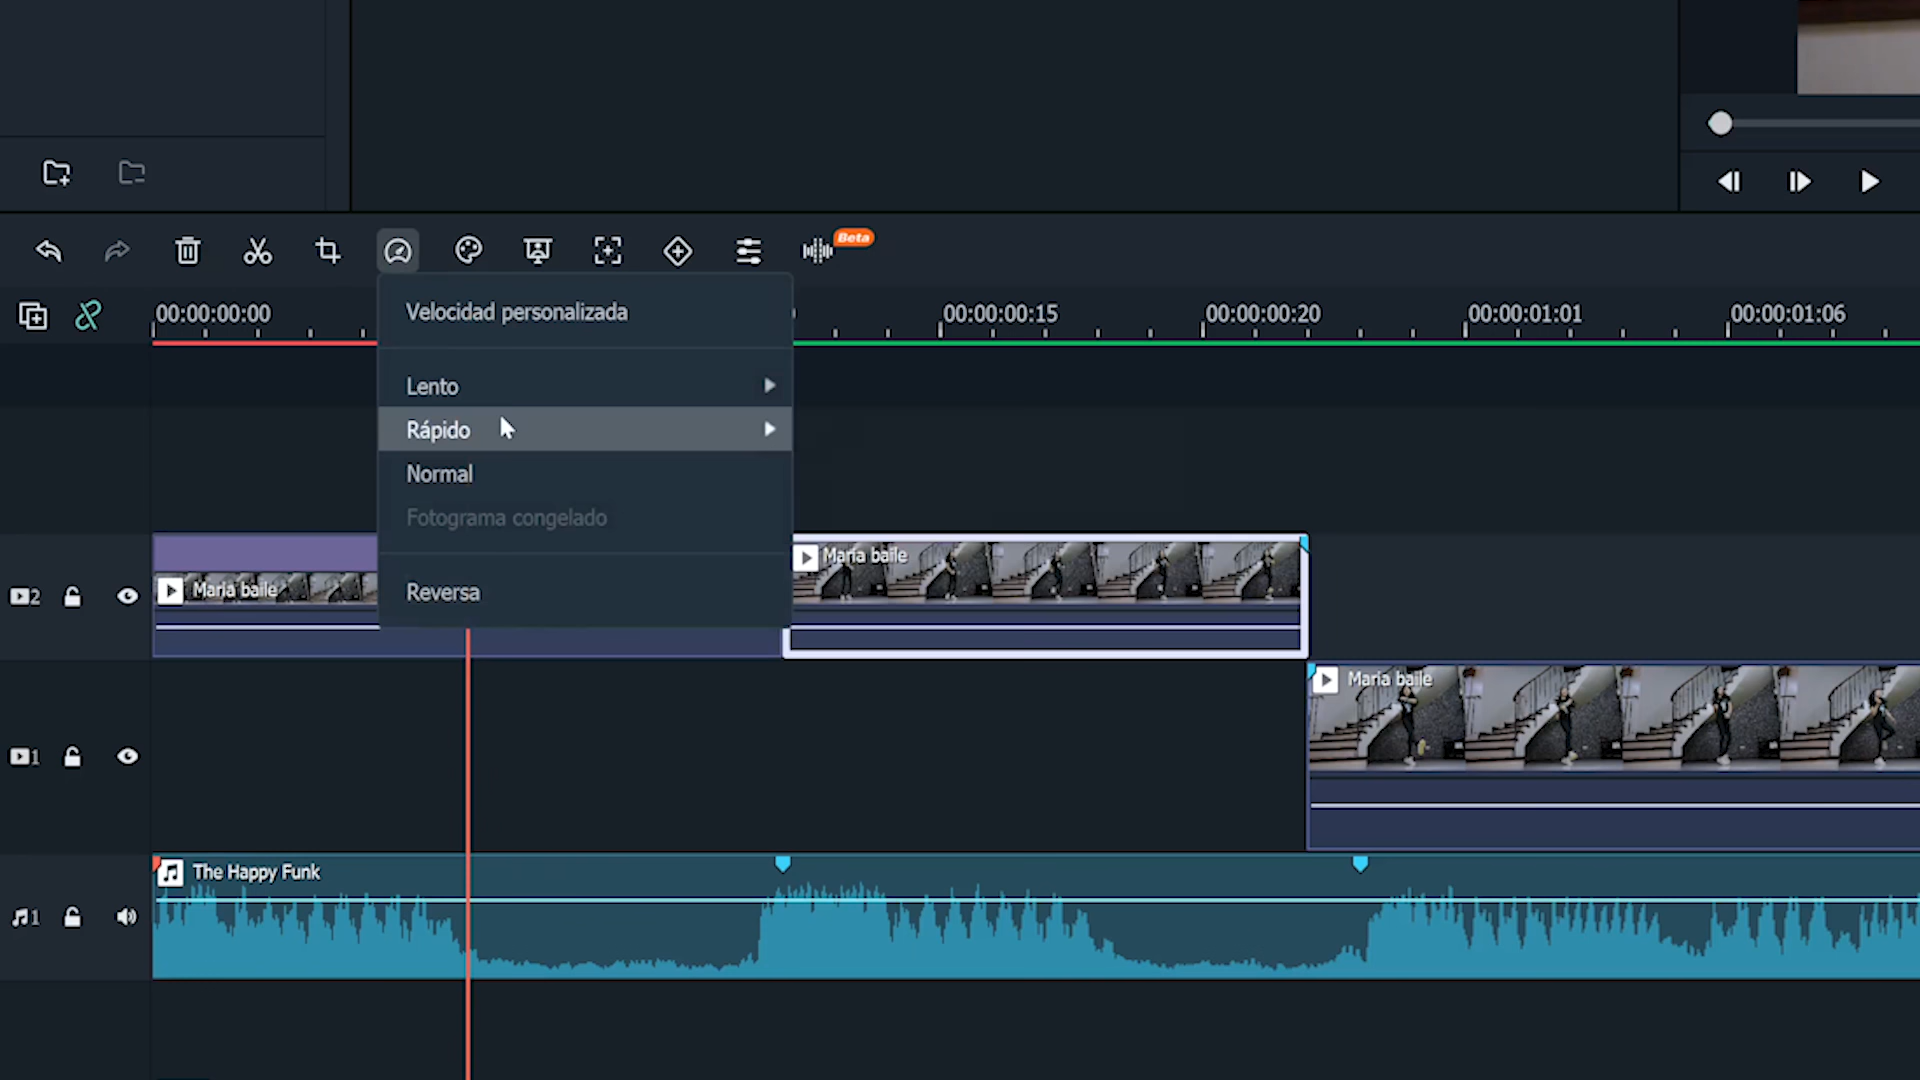 Beta
00:00:00:00
00:00:00:15
00:00:00:20
00:00:01:01
00:00:01:06
Velocidad personalizada
Lento
Rápido
Normal
Fotograma congelado
Reversa
2
Maria baile
Maria baile
1
Maria baile
1
The Happy Funk